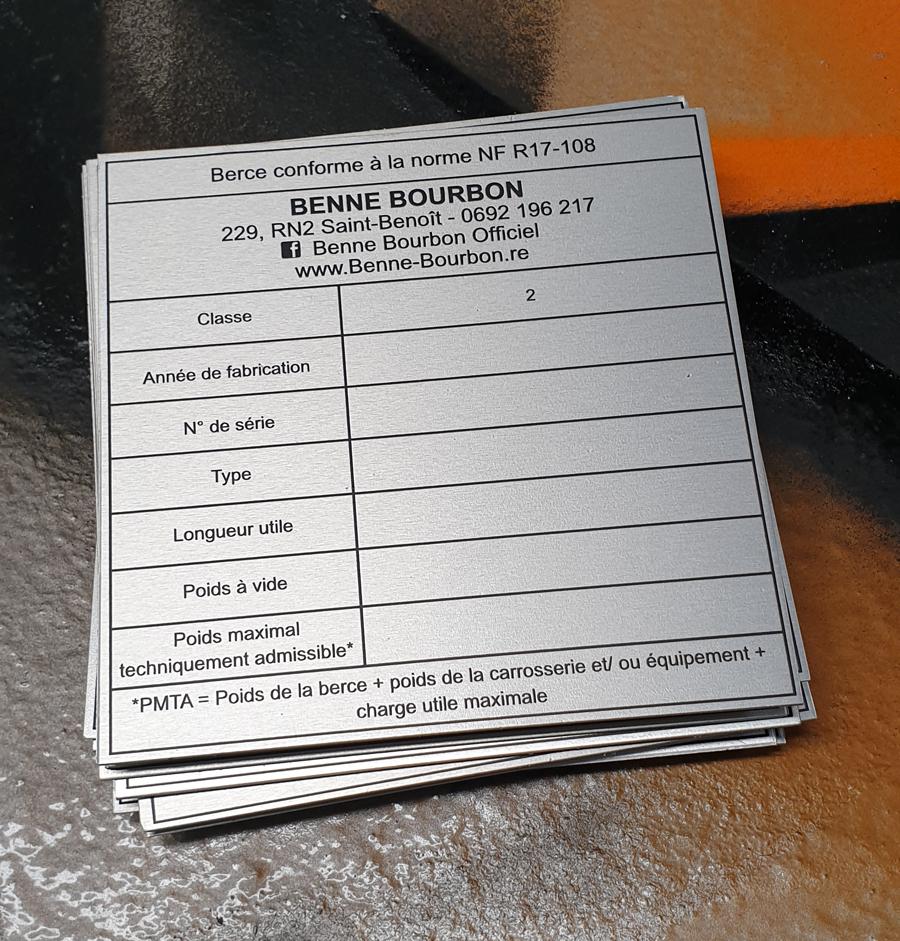 Berce conforme à la norme NF R17-108
BENNE BOURBON
229, RN2 Saint-Benoît - 0692 196 217
f Benne Bourbon Officiel
www.Benne-Bourbon.re
Classe 2
Année de fabrication
N° de série
Type
Longueur utile
Poids à vide
Poids maximal
techniquement admissible*
*PMTA = Poids de la berce + poids de la carrosserie et/ ou équipement +
charge utile maximale